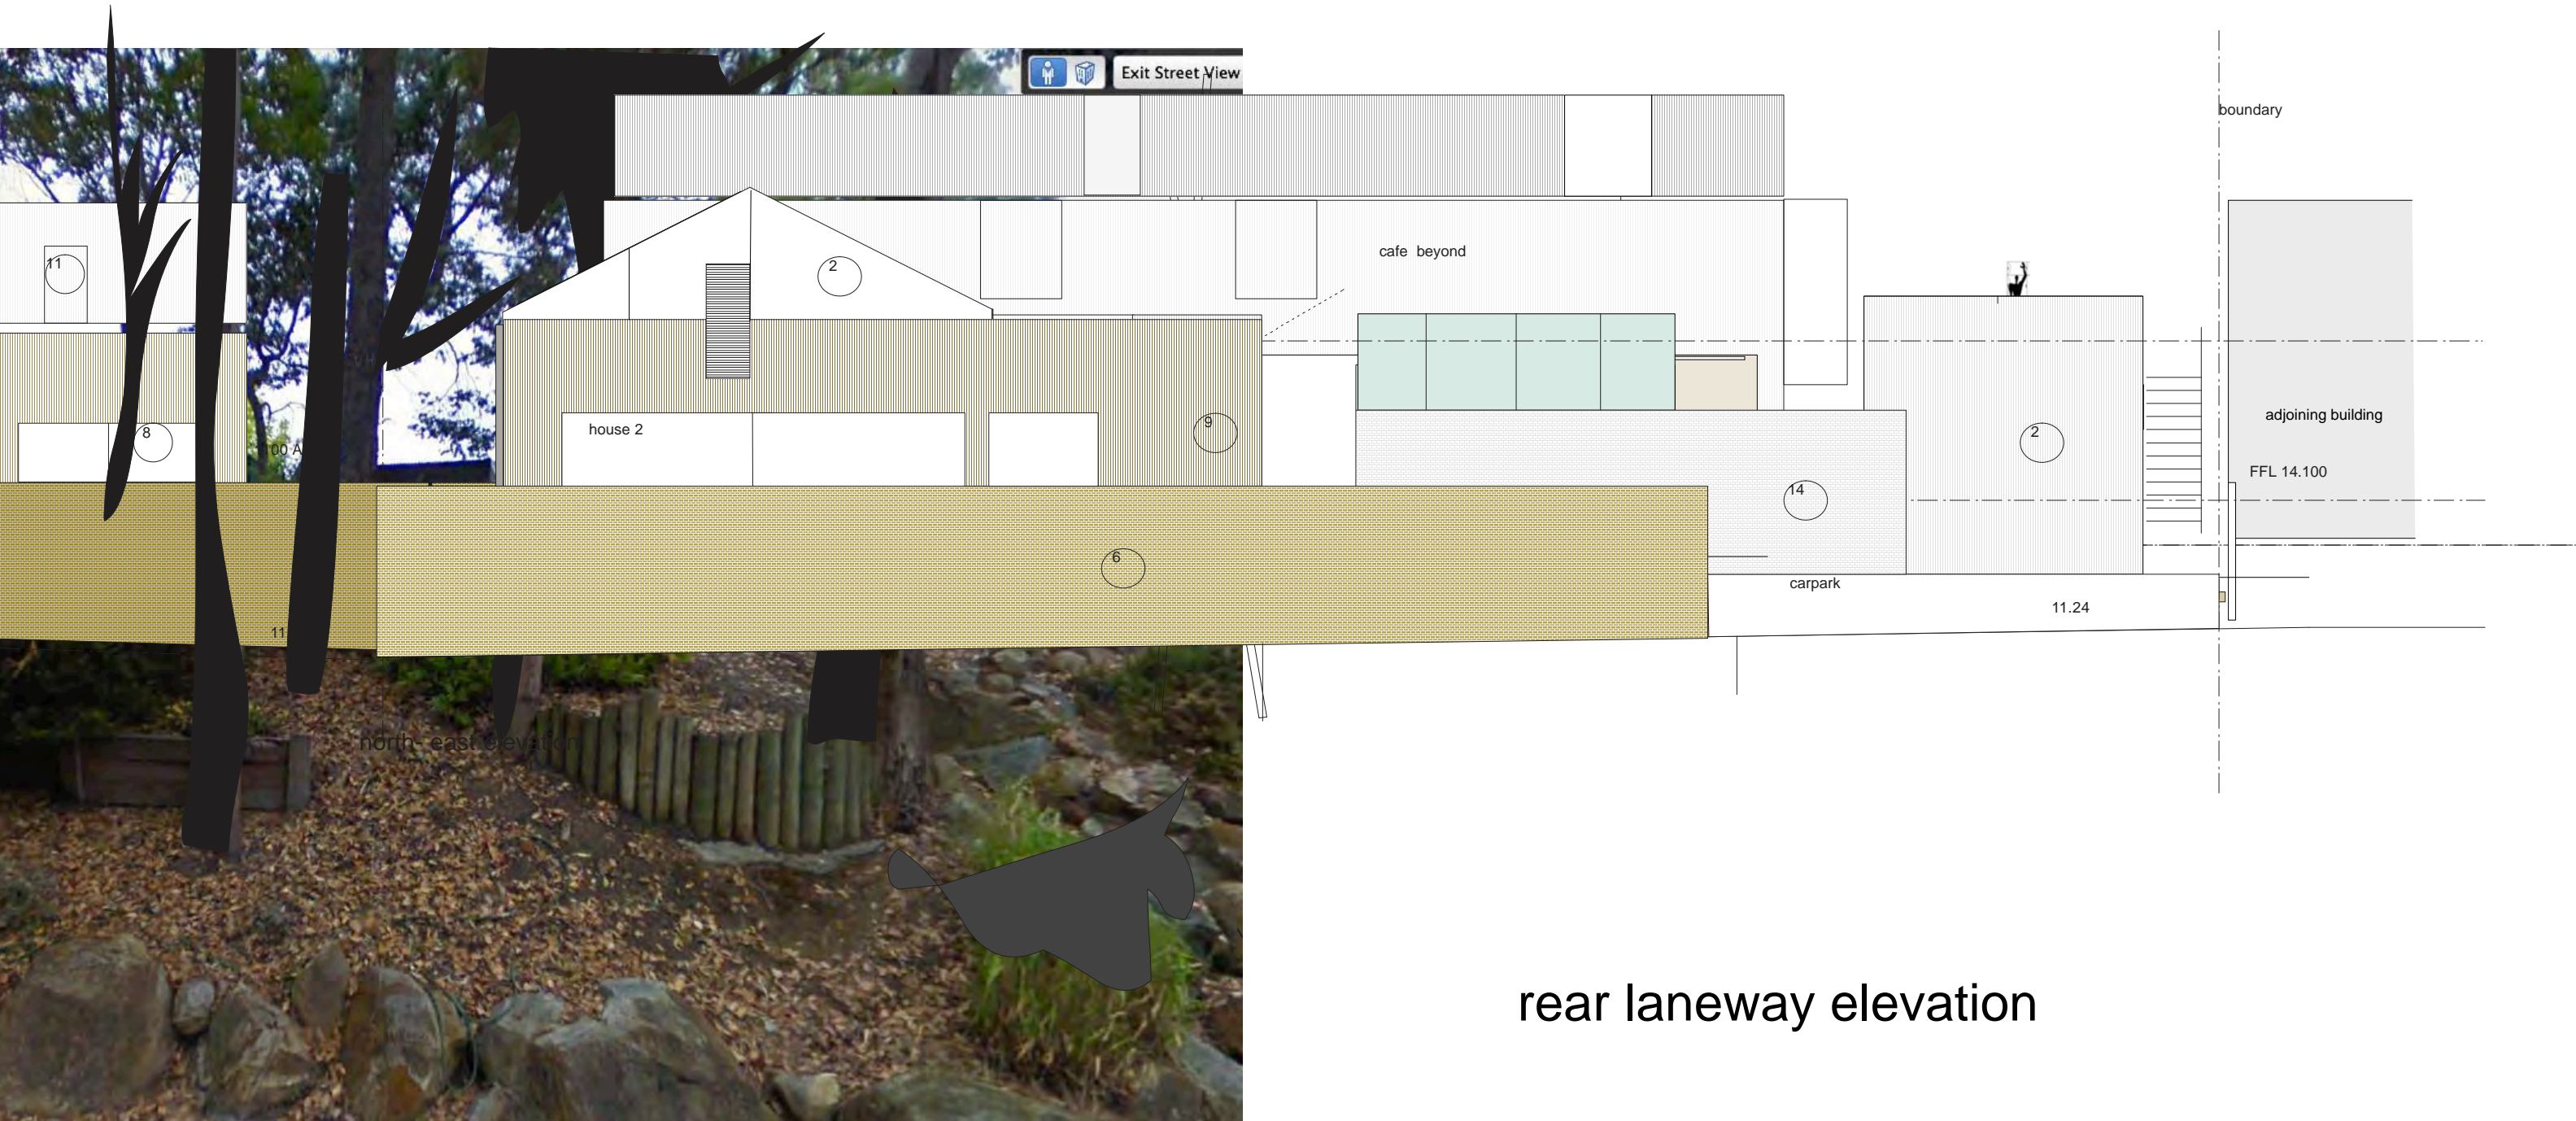 Exit Street View
boundary
cafe beyond
11
2
house 2
9
8
adjoining building
2
FFL 14.100
14
6
carpark
11.24
11
north- east elevation
rear laneway elevation